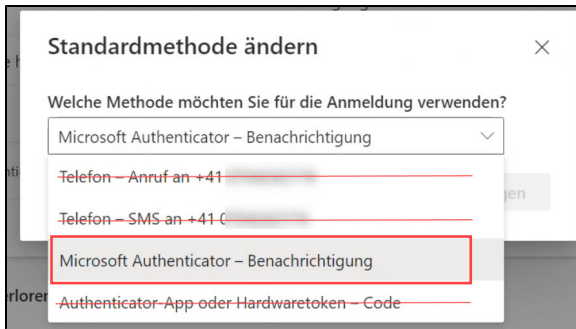 Standardmethode ändern
Welche Methode möchten Sie für die Anmeldung verwenden?
Microsoft Authenticator – Benachrichtigung
Telefon – Anruf an +41
Telefon – SMS an +41 0
Microsoft Authenticator – Benachrichtigung
Authenticator-App oder Hardwaretoken – Code